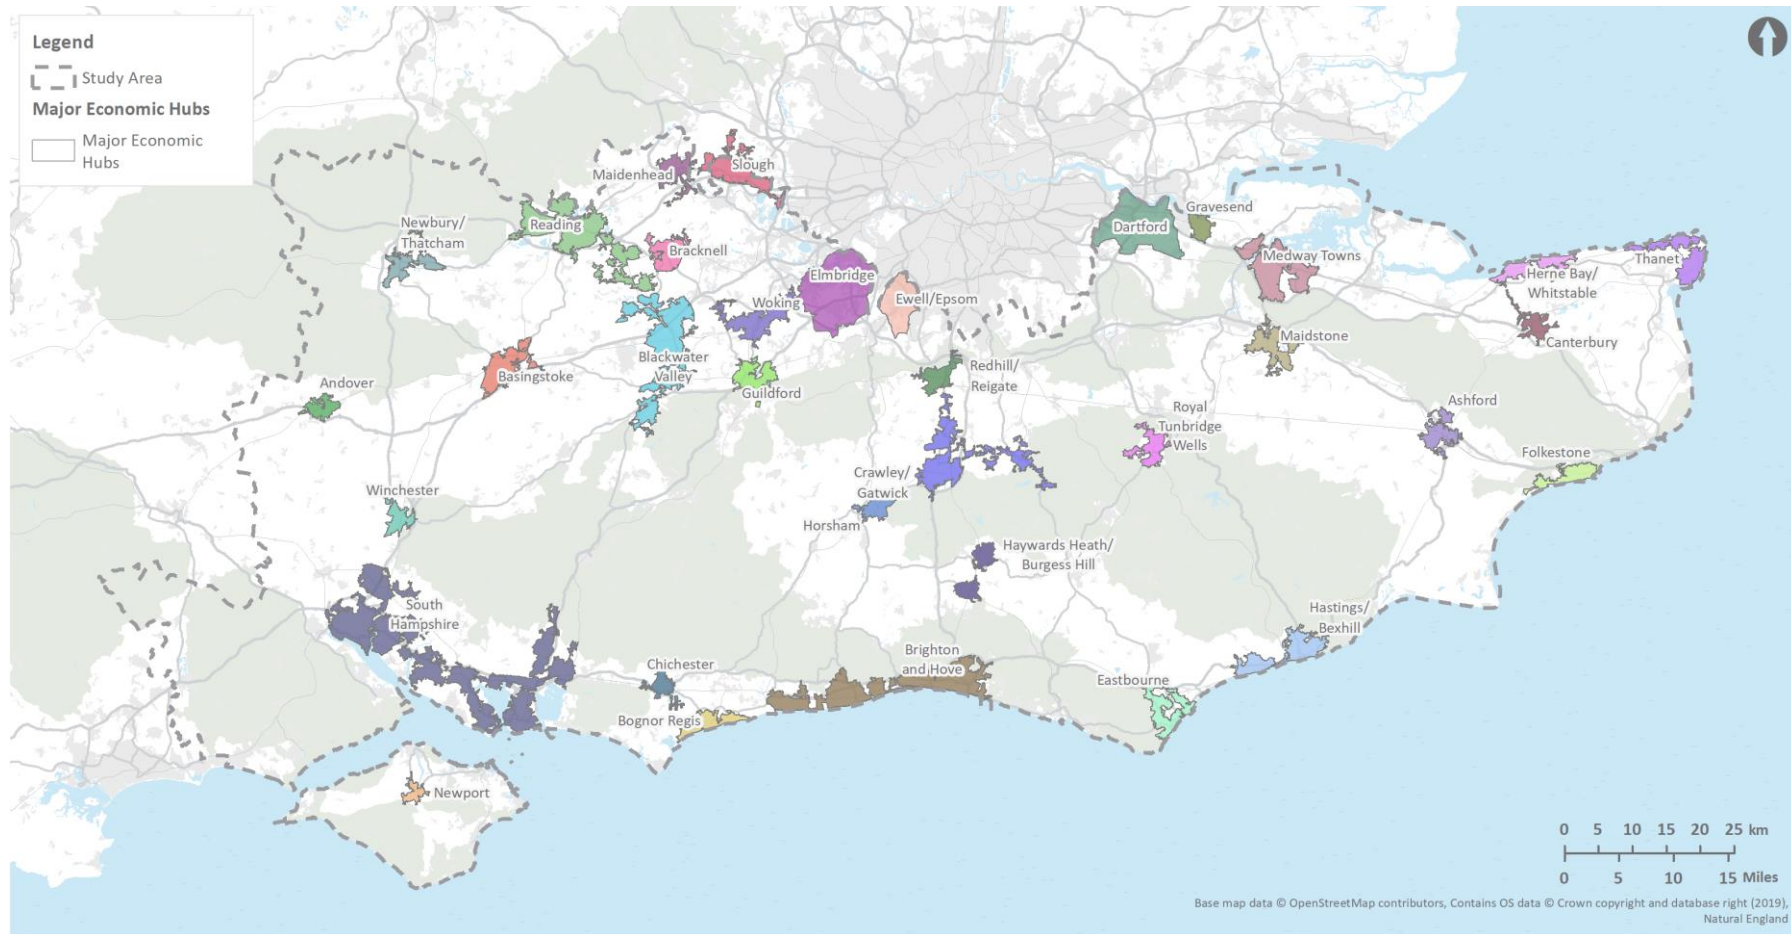 Legend
Study Area
Major Economic Hubs
Major Economic
Hubs
Slough
Maidenhead
Newbury/
Thatcham
Reading
Bracknell
Elmbridge
Ewell/Epsom
Woking
Dartford
Gravesend
Medway Towns
Thanet
Herne Bay/
Whitstable
Canterbury
Maidstone
Blackwater
Valley
Basingstoke
Andover
Guildford
Redhill/
Reigate
Royal
Tunbridge
Wells
Ashford
Folkestone
Crawley/
Gatwick
Winchester
Horsham
Haywards Heath/
Burgess Hill
South
Hampshire
Hastings/
Bexhill
Brighton
and Hove
Chichester
Eastbourne
Bognor Regis
Newport
0 5 10 15 20 25 km
0 5 10 15 Miles
Base map data © OpenStreetMap contributors, Contains OS data © Crown copyright and database right (2019),
Natural England